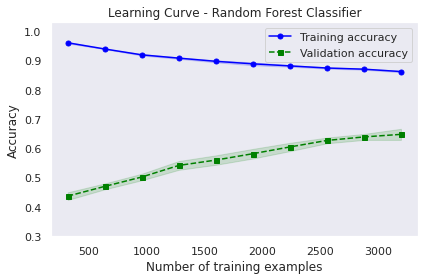 Learning Curve - Random Forest Classifier
Training accuracy
Validation accuracy
1.0
0.9
0.8
0.7
0.6
0.5
0.4
0.3
Accuracy
500 1000 1500 2000 2500 3000
Number of training examples